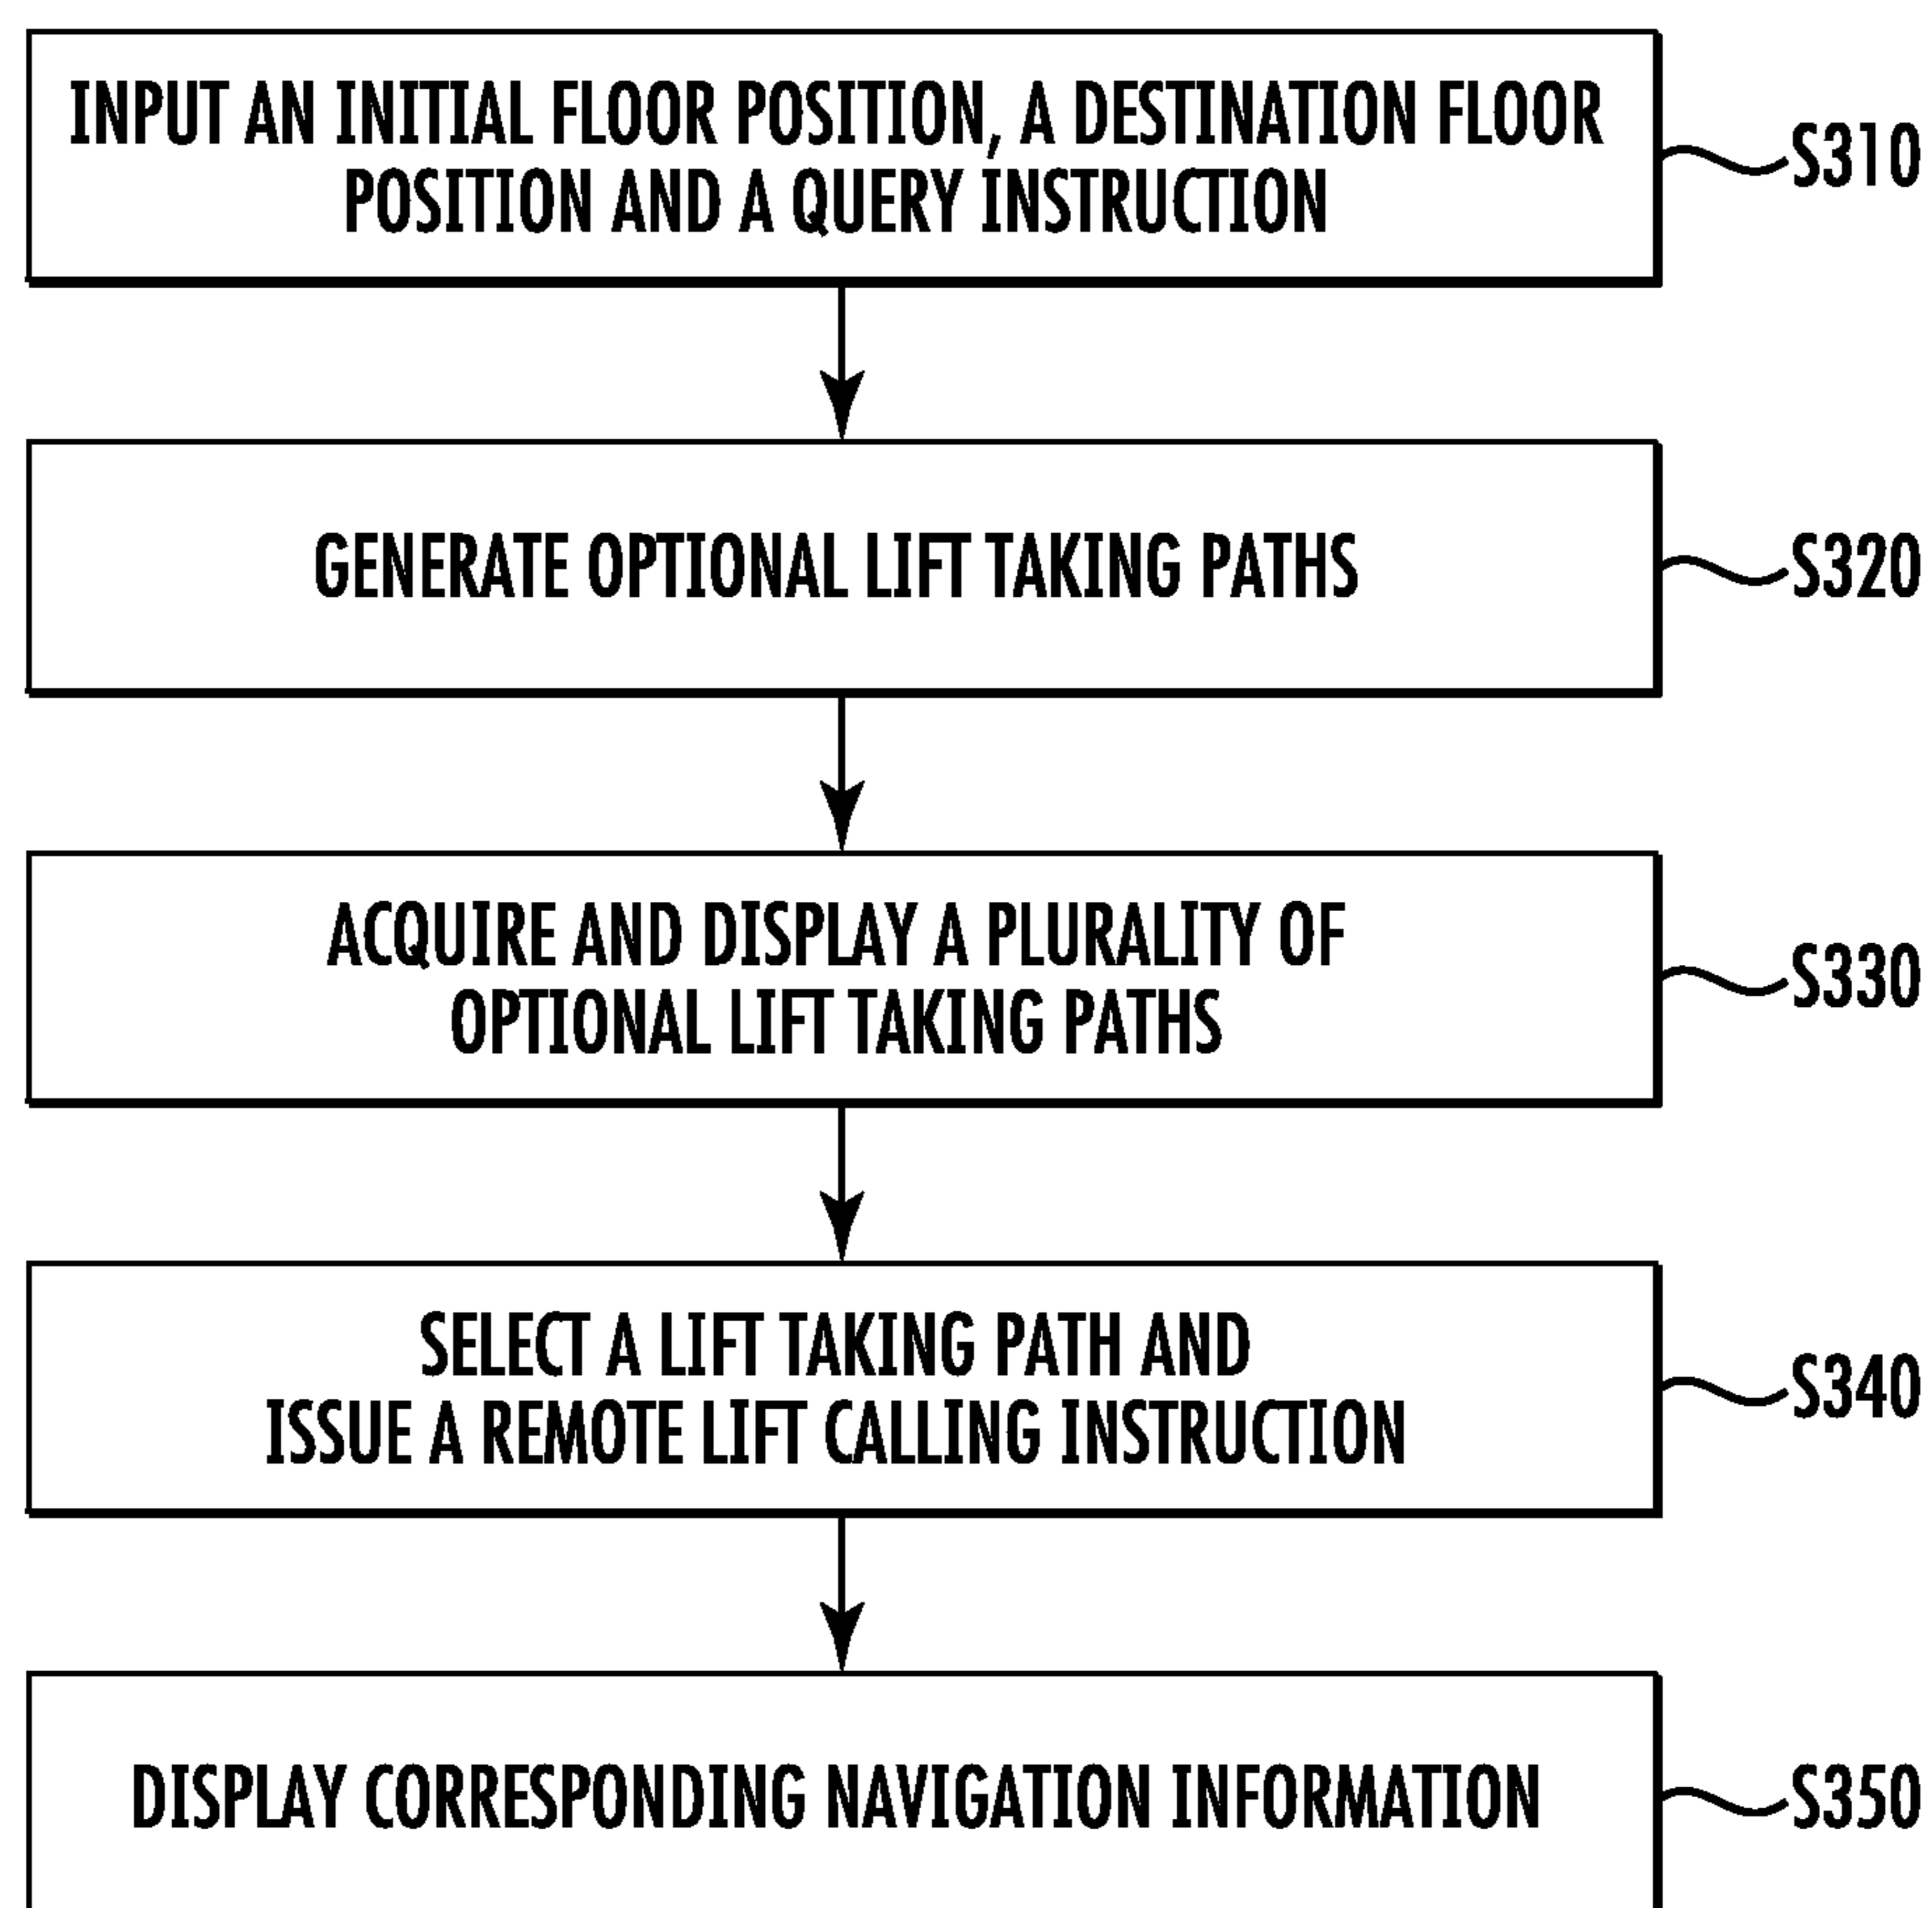 INPUT AN INITIAL FLOOR POSITION, A DESTINATION FLOOR
POSITION AND A QUERY INSTRUCTION
S310
GENERATE OPTIONAL LIFT TAKING PATHS
S320
ACQUIRE AND DISPLAY A PLURALITY OF
OPTIONAL LIFT TAKING PATHS
S330
SELECT A LIFT TAKING PATH AND
ISSUE A REMOTE LIFT CALLING INSTRUCTION
S340
DISPLAY CORRESPONDING NAVIGATION INFORMATION
S350